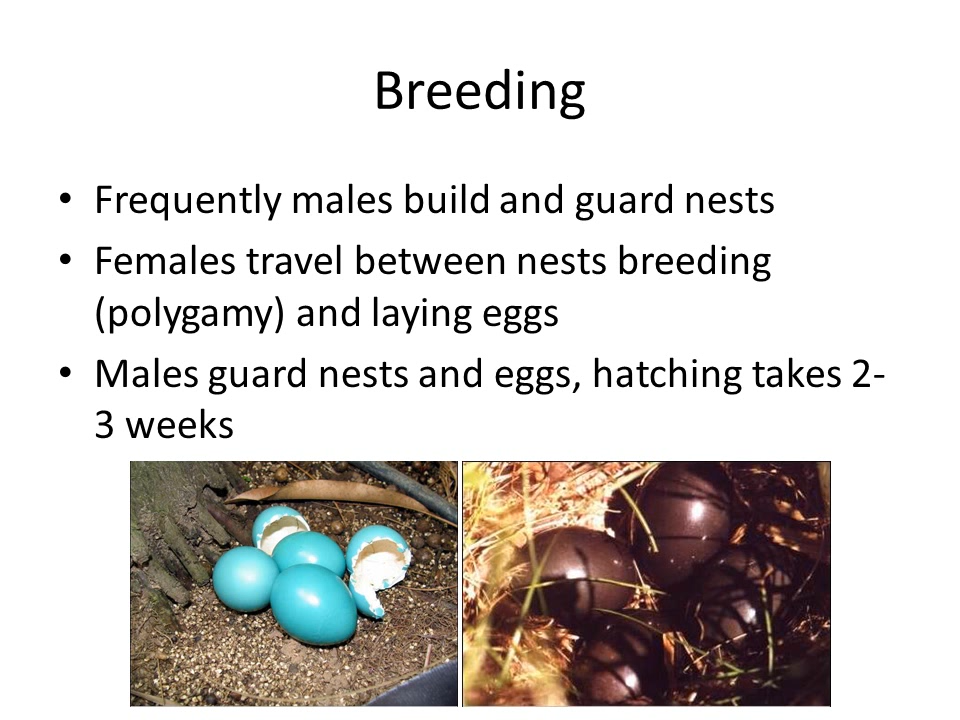 Breeding
• Frequently males build and guard nests
• Females travel between nests breeding
(polygamy) and laying eggs
• Males guard nests and eggs, hatching takes 2-
3 weeks